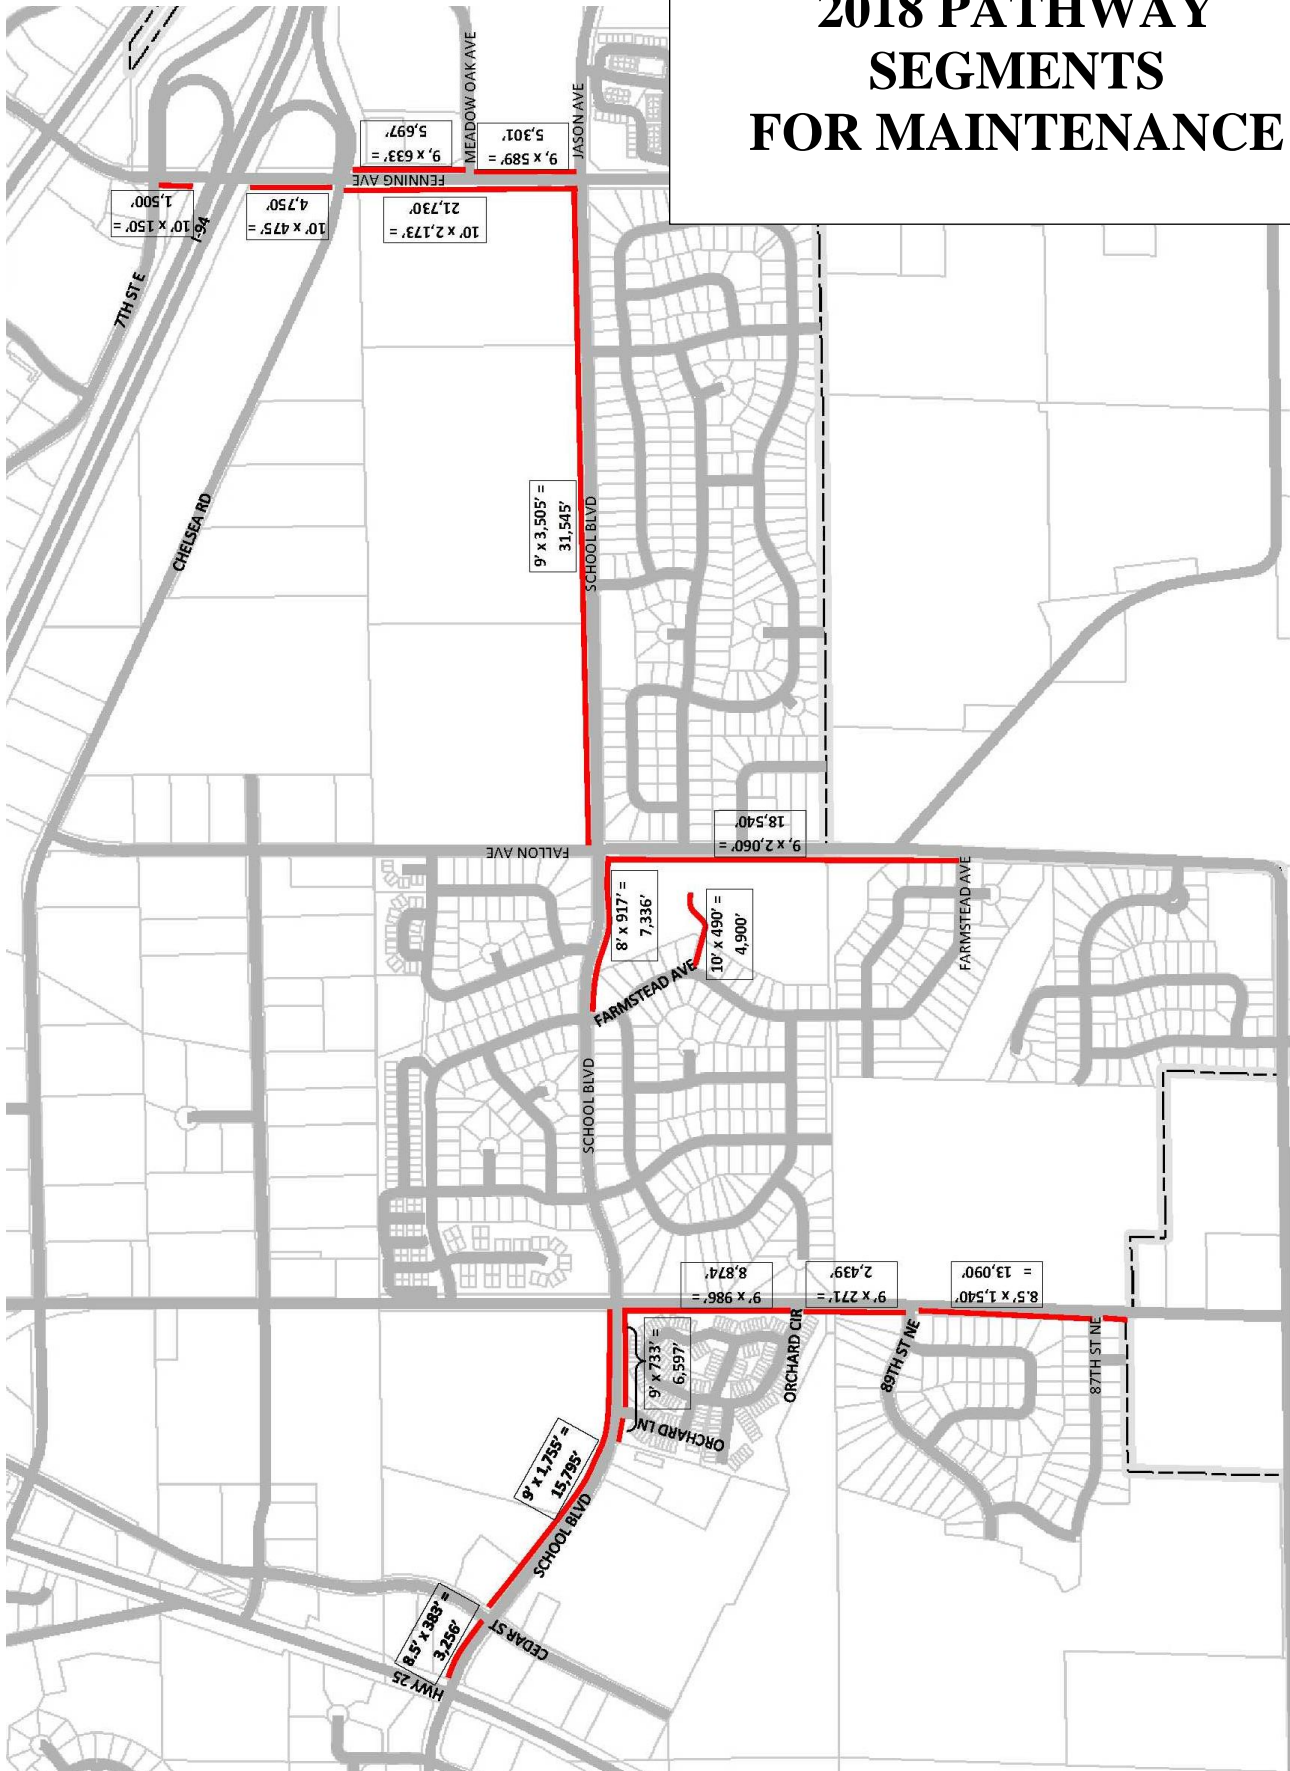 2018 PATHWAY
SEGMENTS
FOR MAINTENANCE
MEADOW OAK AVE
JASON AVE
9, x 633' =
5,697'
9, x 589' =
5,301'
FENNING AVE
10' x 150' =
1,500'
10' x 475' =
4,750'
10' x 2,173' =
21,730'
I-94
7TH ST E
CHELSEA RD
9' x 3,505' =
31,545'
SCHOOL BLVD
9, x 2,060' =
18,540'
FALLON AVE
8' x 917' =
7,336'
10' x 490' =
4,900'
FARMSTEAD AVE
FARMSTEAD AVE
SCHOOL BLVD
9' x 986' =
8,874'
9' x 271' =
2,439'
8.5' x 1,540'
= 13,090'
9' x 733' =
6,597'
ORCHARD CIR
89TH ST NE
87TH ST NE
ORCHARD LN
9' x 1,755' =
15,795'
SCHOOL BLVD
8.5' x 383' =
3,256'
CEDAR ST
HWY 25